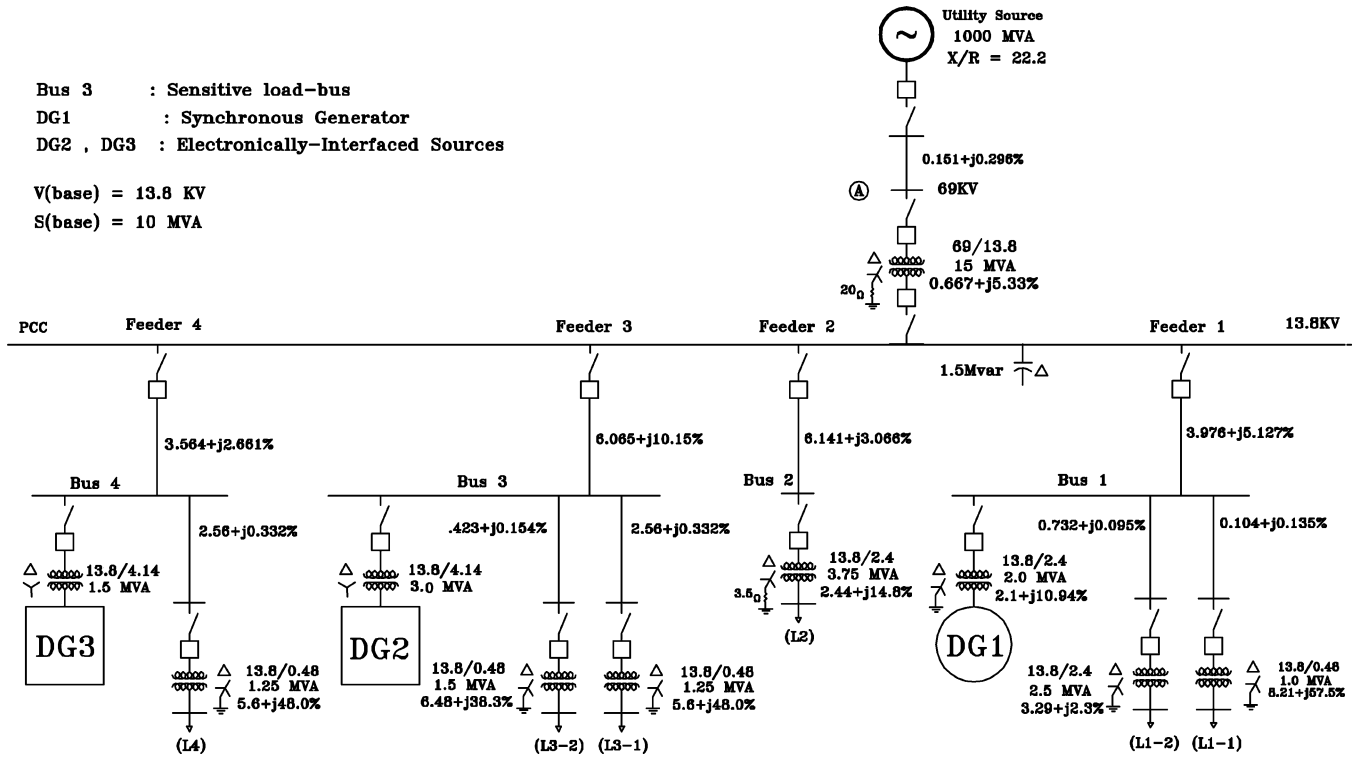 Utility Source
1000 MVA
X/R = 22.2
Bus 3 : Sensitive load-bus
DG1 : Synchronous Generator
DG2 , DG3 : Electronically-Interfaced Sources
V(base) = 13.8 KV
S(base) = 10 MVA
0.151+j0.296%
A
69KV
69/13.8
15 MVA
0.667+j5.33%
20Ω
PCC
Feeder 4
Feeder 3
Feeder 2
Feeder 1
13.8KV
1.5Mvar
3.564+j2.661%
6.065+j10.15%
6.141+j3.066%
3.976+j5.127%
Bus 4
Bus 3
Bus 2
Bus 1
2.56+j0.332%
.423+j0.154%
2.56+j0.332%
0.732+j0.095%
0.104+j0.135%
13.8/4.14
1.5 MVA
13.8/4.14
3.0 MVA
13.8/2.4
3.75 MVA
2.44+j14.8%
3.5Ω
13.8/2.4
2.0 MVA
2.1+j10.94%
DG3
DG2
(L2)
DG1
13.8/0.48
1.25 MVA
5.6+j48.0%
13.8/0.48
1.5 MVA
6.48+j38.3%
13.8/0.48
1.25 MVA
5.6+j48.0%
13.8/2.4
2.5 MVA
3.29+j2.3%
13.8/0.48
1.0 MVA
8.21+j57.5%
(L4)
(L3-2)
(L3-1)
(L1-2)
(L1-1)